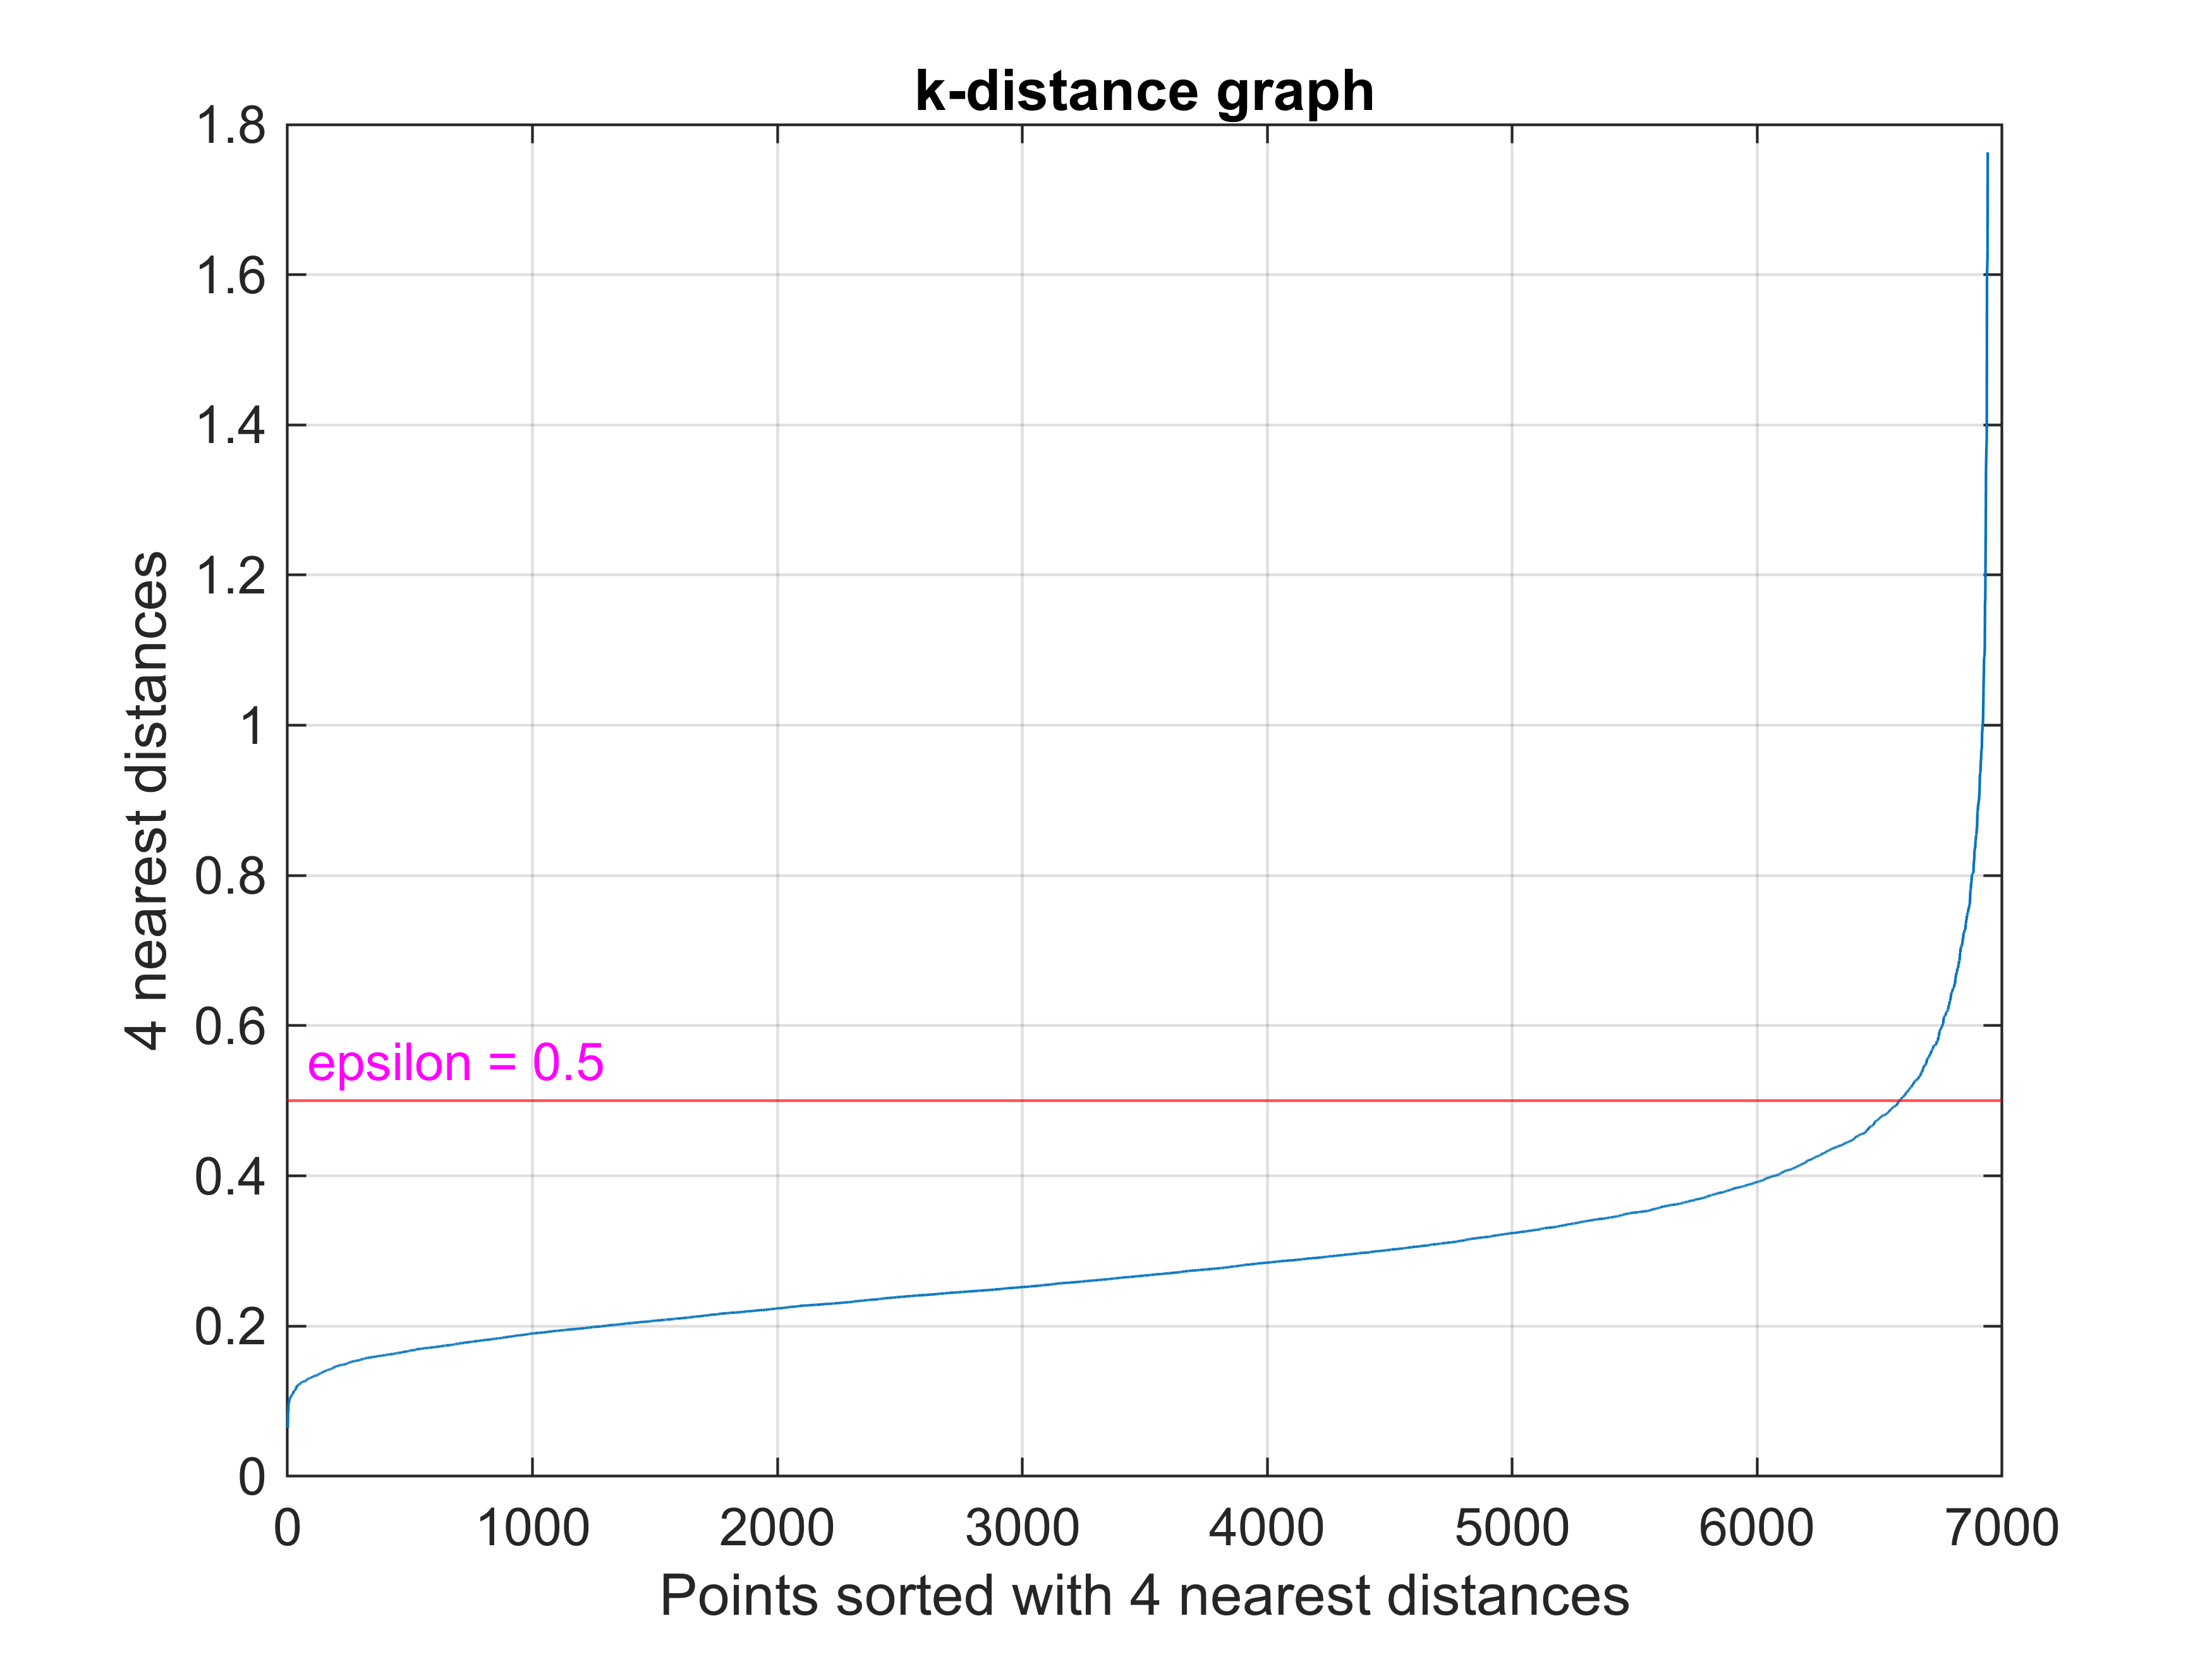 k-distance graph
1.8
1.6
1.4
1.2
1
0.8
0.6
0.4
0.2
0
4 nearest distances
epsilon = 0.5
0 1000 2000 3000 4000 5000 6000 7000
Points sorted with 4 nearest distances